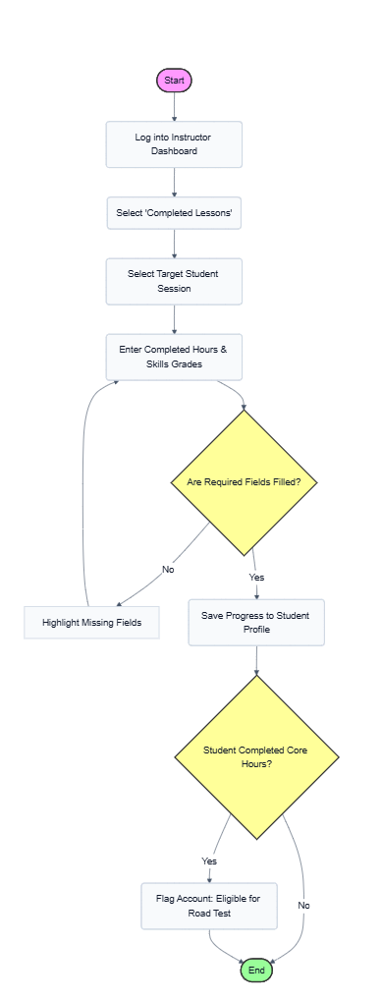 Start
Log into Instructor
Dashboard
Select 'Completed Lessons'
Select Target Student
Session
Enter Completed Hours &
Skills Grades
Are Required Fields Filled?
No
Yes
Highlight Missing Fields
Save Progress to Student
Profile
Student Completed Core
Hours?
Yes
Flag Account: Eligible for
Road Test
No
End